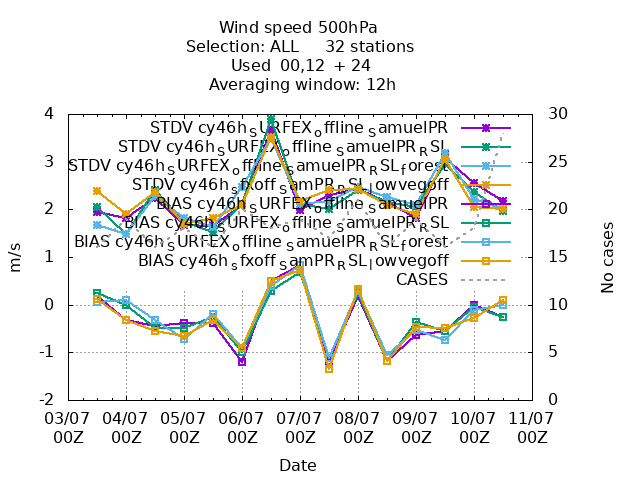 Wind speed 500hPa
Selection: ALL 32 stations
Used 00,12 + 24
Averaging window: 12h
4 30
STDV cy46h_SURFEX_offline_SamuelPR
STDV cy46h_SURFEX_offline_SamuelPR_RSL
3 25
STDV cy46h_SURFEX_offline_SamuelPR_RSL_forest
STDV cy46h_sfxoff_SamPR_RSL_lowvegoff
2 20
BIAS cy46h_SURFEX_offline_SamuelPR
BIAS cy46h_SURFEX_offline_SamuelPR_RSL
1 15
BIAS cy46h_SURFEX_offline_SamuelPR_RSL_forest
BIAS cy46h_sfxoff_SamPR_RSL_lowvegoff
CASES
m/s
No cases
0 10
-1 5
-2 0
03/07 04/07 05/07 06/07 07/07 08/07 09/07 10/07 11/07
00Z 00Z 00Z 00Z 00Z 00Z 00Z 00Z 00Z
Date